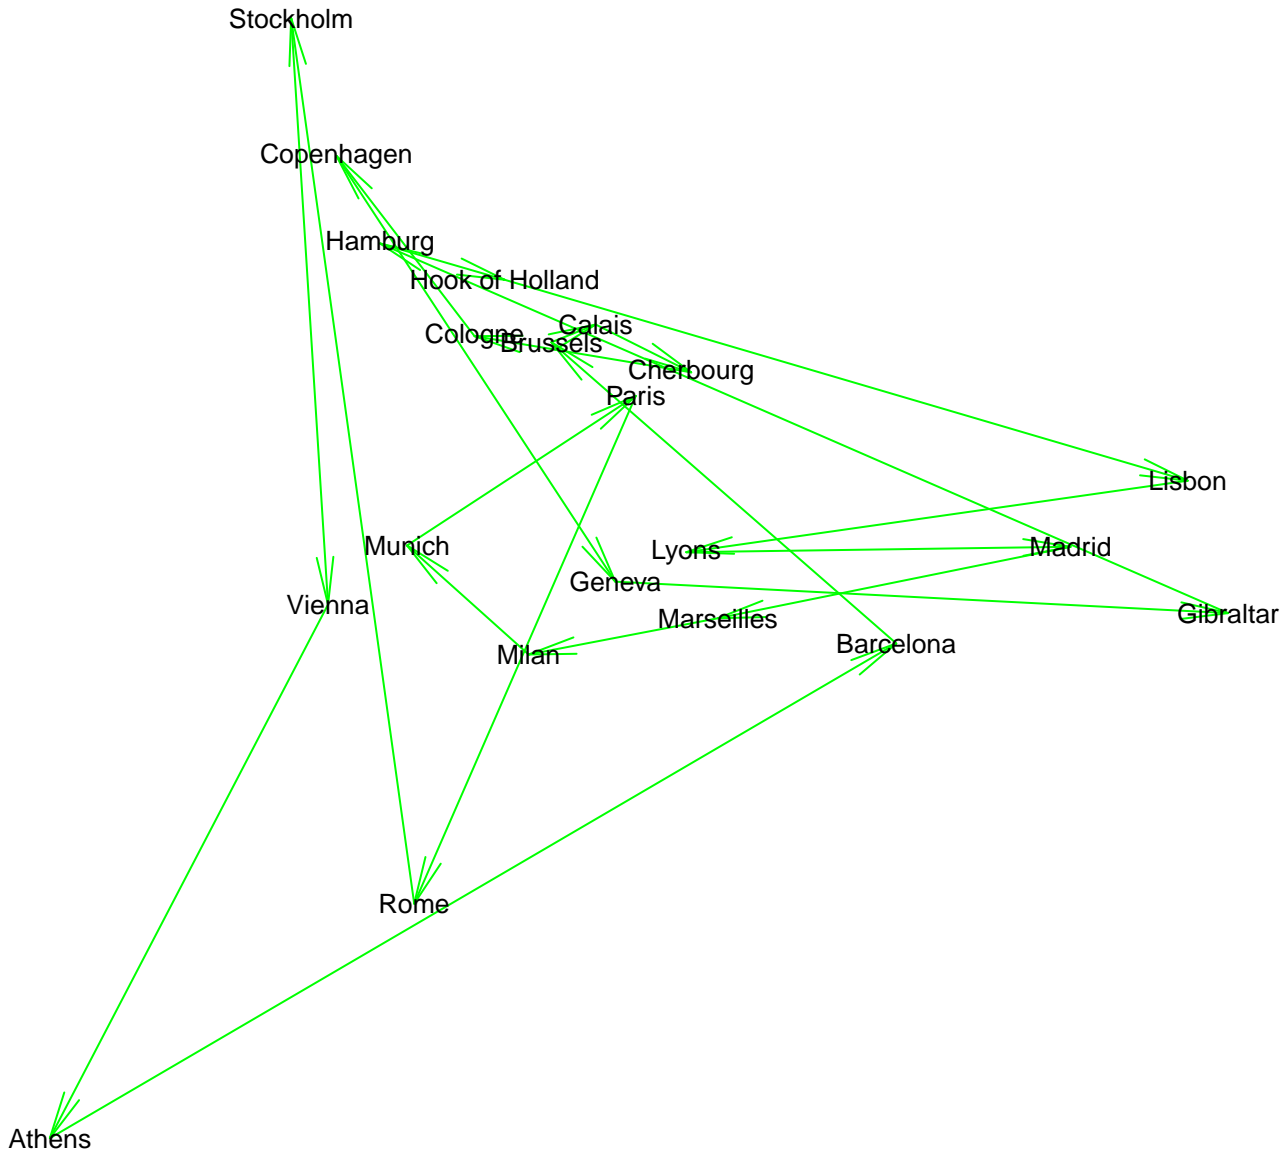 Stockholm
Copenhagen
Hamburg
Hook of Holland
Calais
Cologne
Brussels
Cherbourg
Paris
Lisbon
Munich
Lyons
Madrid
Geneva
Vienna
Marseilles
Gibraltar
Milan
Barcelona
Rome
Athens